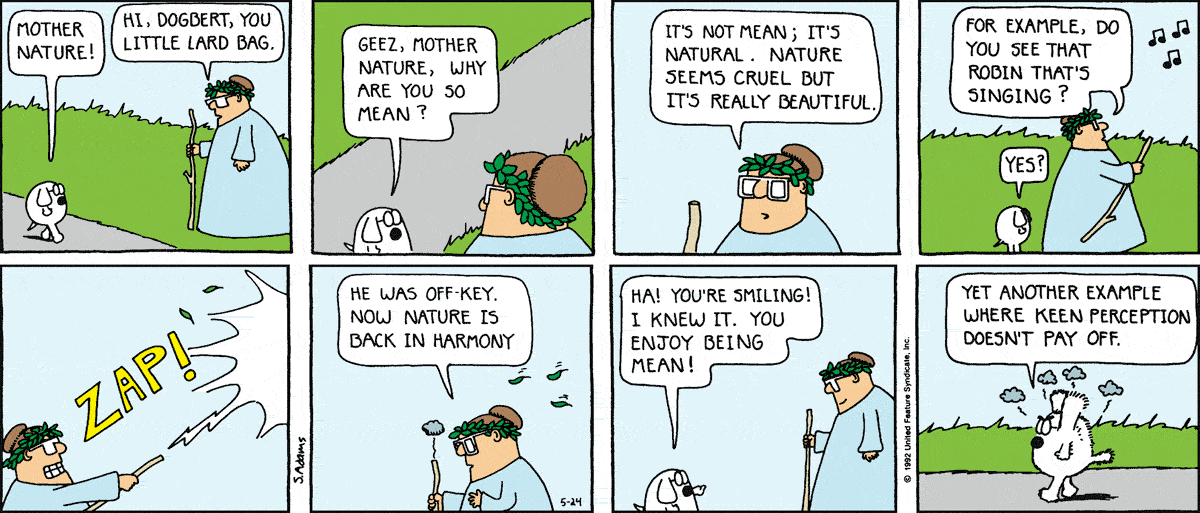 MOTHER
NATURE!
HI, DOGBERT, YOU
LITTLE LARD BAG.
GEEZ, MOTHER
NATURE, WHY
ARE YOU SO
MEAN?
IT'S NOT MEAN; IT'S
NATURAL. NATURE
SEEMS CRUEL BUT
IT'S REALLY BEAUTIFUL.
FOR EXAMPLE, DO
YOU SEE THAT
ROBIN THAT'S
SINGING?
YES?
ZAP!
S.Adams
HE WAS OFF-KEY.
NOW NATURE IS
BACK IN HARMONY
5-24
HA! YOU'RE SMILING!
I KNEW IT. YOU
ENJOY BEING
MEAN!
© 1992 United Feature Syndicate, Inc.
YET ANOTHER EXAMPLE
WHERE KEEN PERCEPTION
DOESN'T PAY OFF.